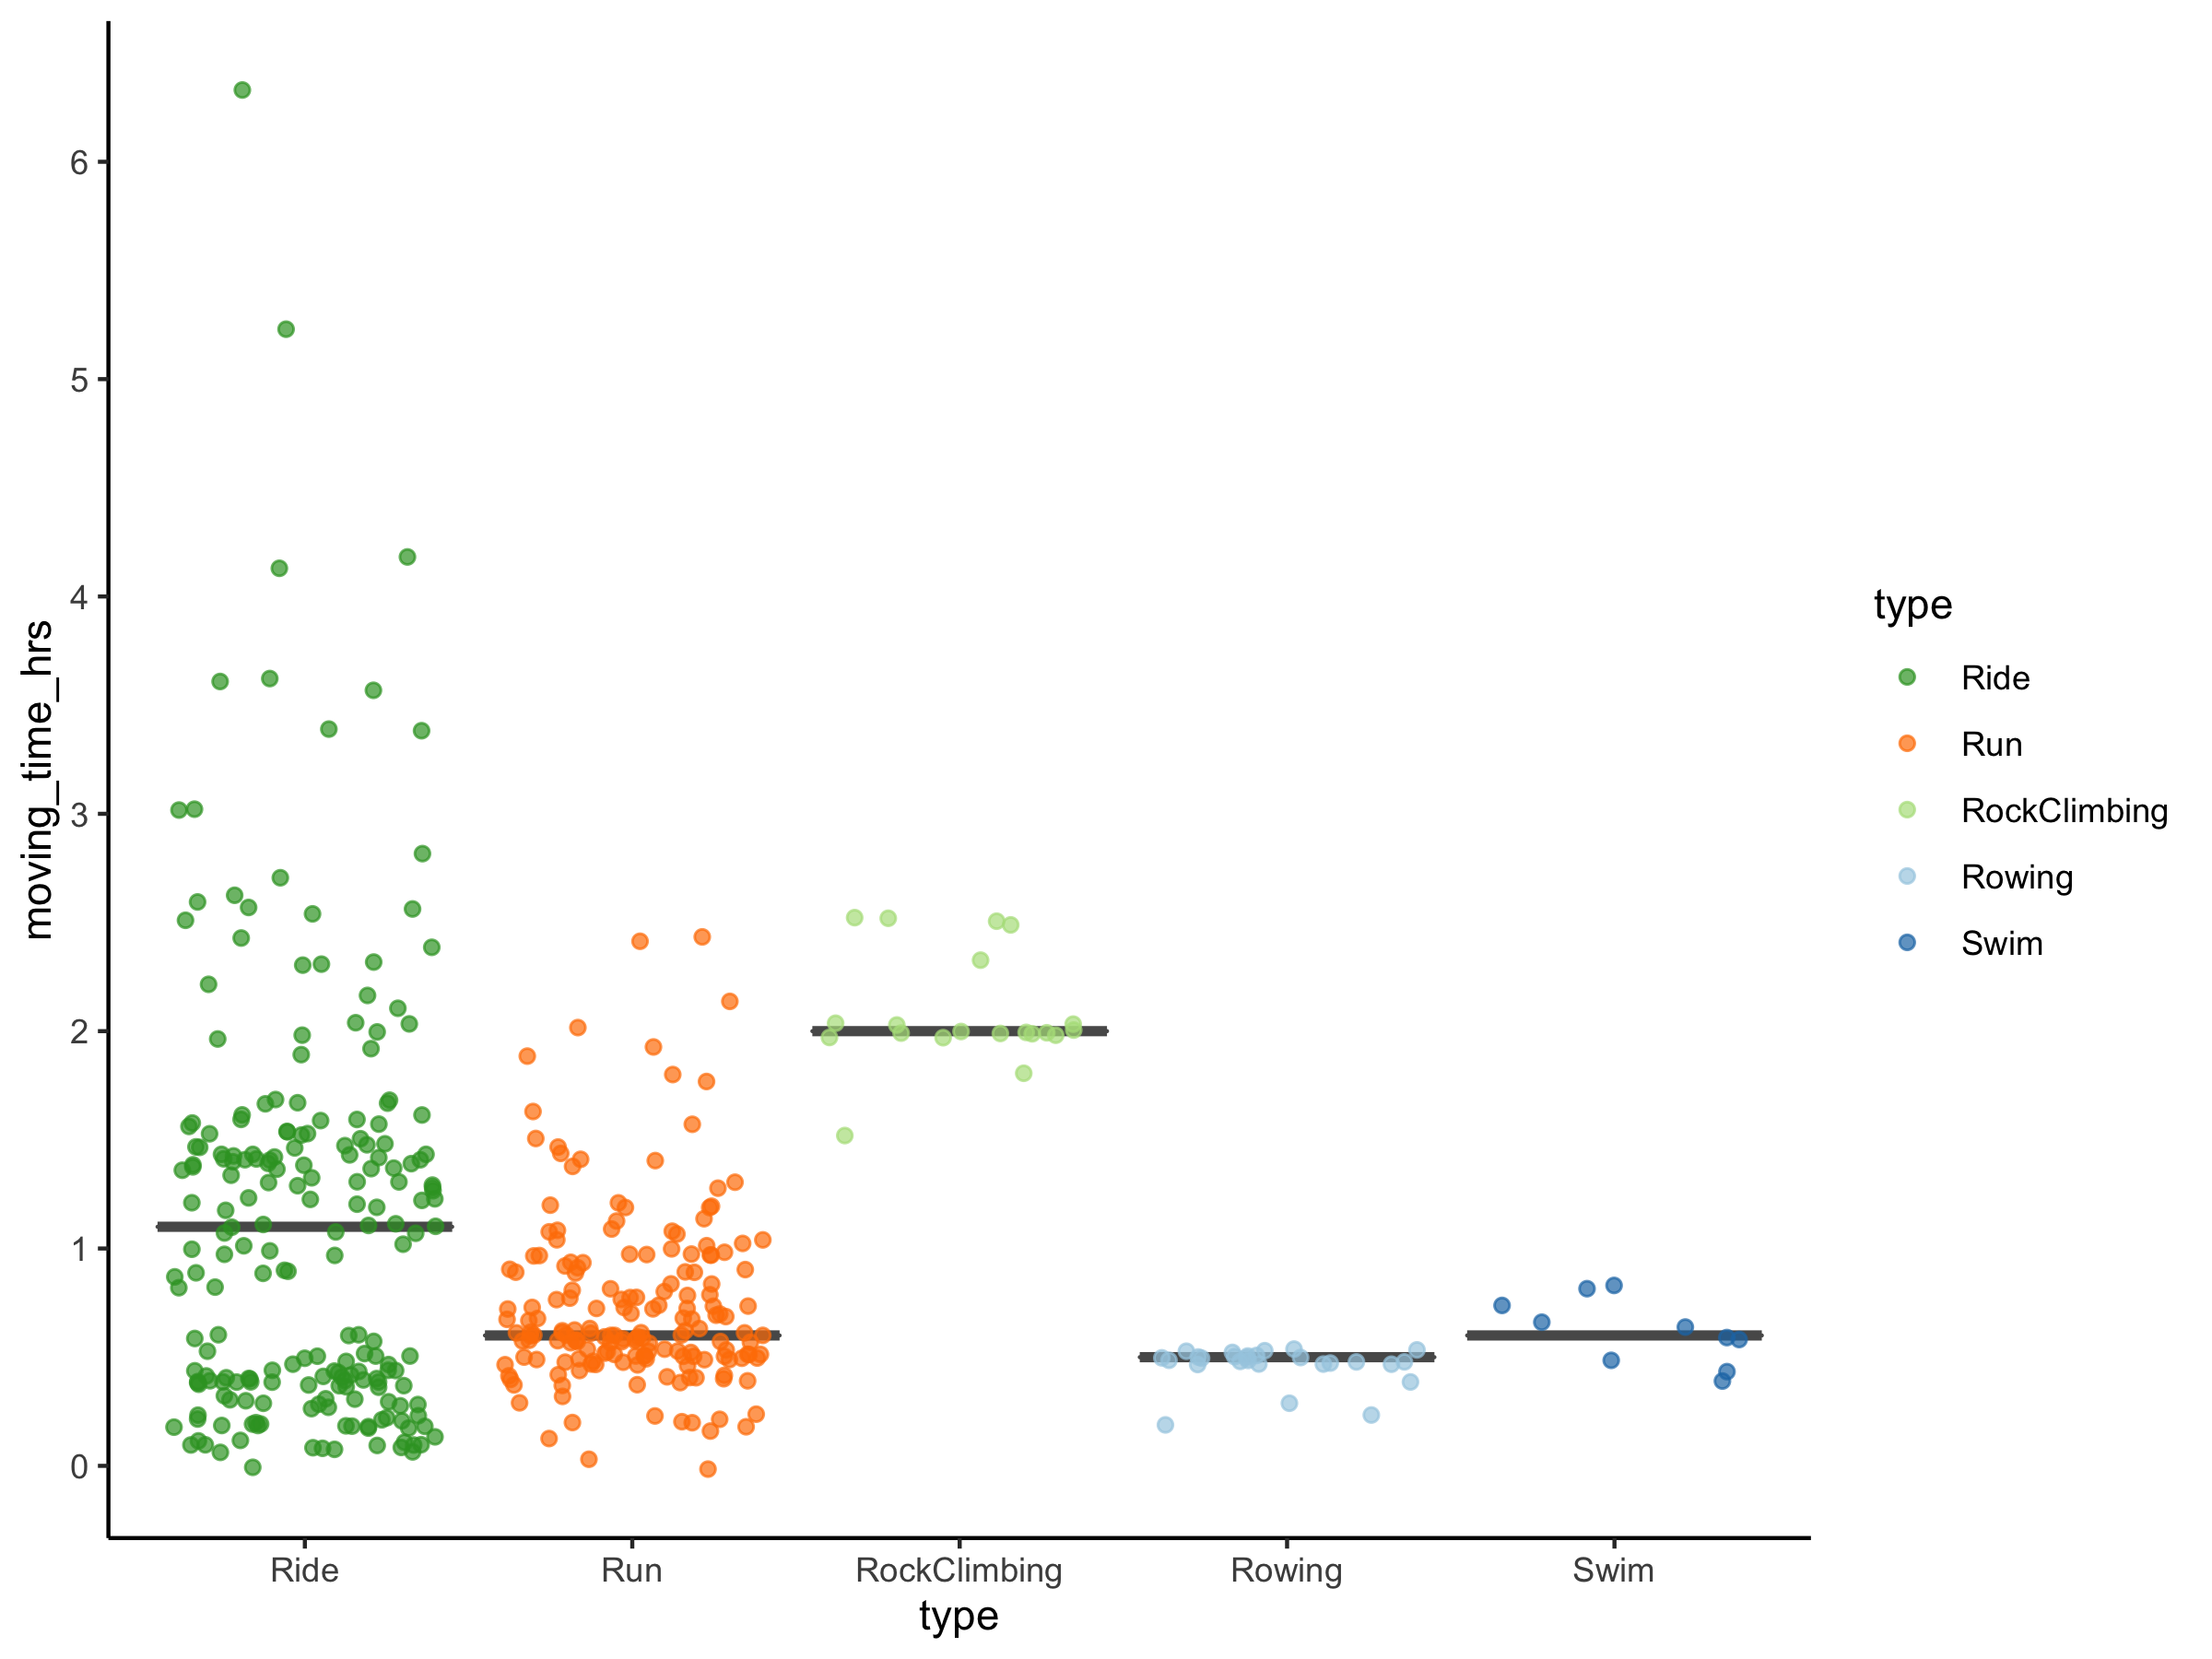 moving_time_hrs
6
5
4
3
2
1
0
Ride
Run
RockClimbing
Rowing
Swim
type
type
Ride
Run
RockClimbing
Rowing
Swim